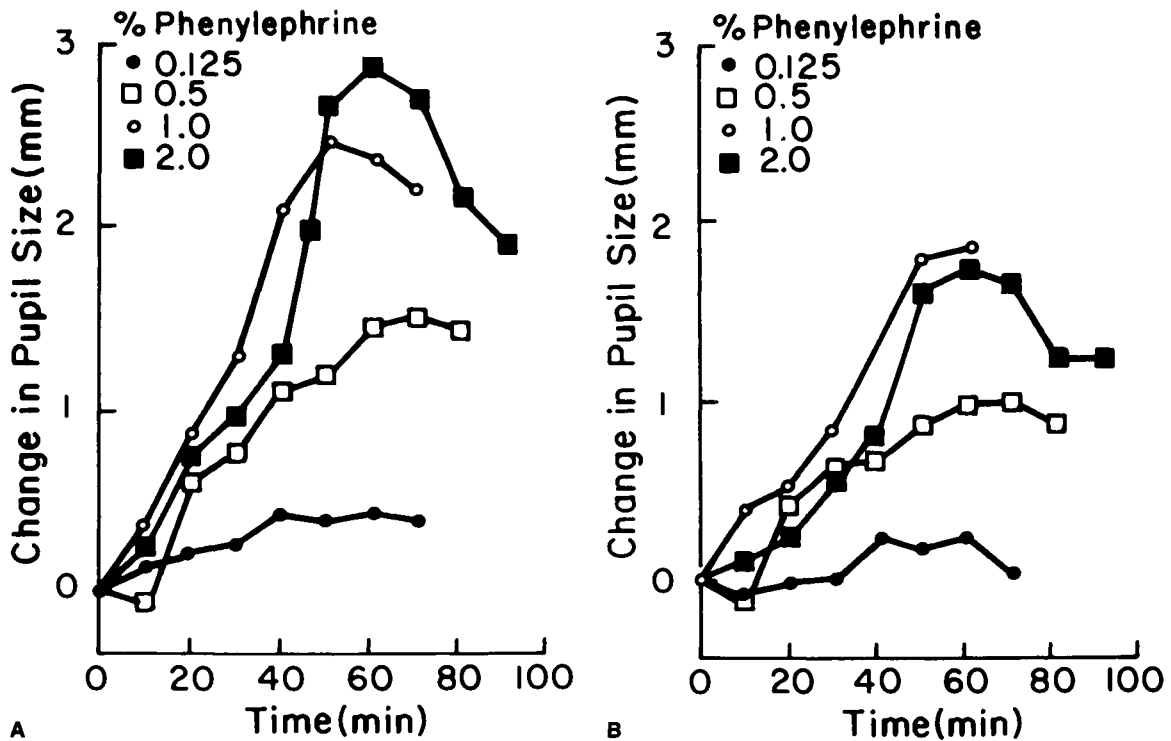 % Phenylephrine
• 0.125
□ 0.5
○ 1.0
■ 2.0
3
2
1
0
Change in Pupil Size(mm)
0 20 40 60 80 100
Time(min)
A
% Phenylephrine
• 0.125
□ 0.5
○ 1.0
■ 2.0
3
2
1
0
Change in Pupil Size(mm)
0 20 40 60 80 100
Time(min)
B